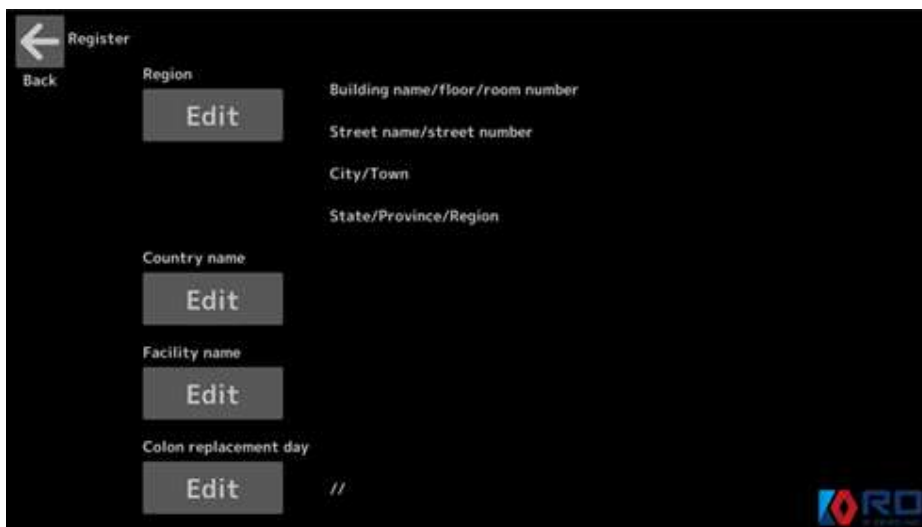 Register
Back
Region
Edit
Building name/floor/room number
Street name/street number
City/Town
State/Province/Region
Country name
Edit
Facility name
Edit
Colon replacement day
Edit
//
RD